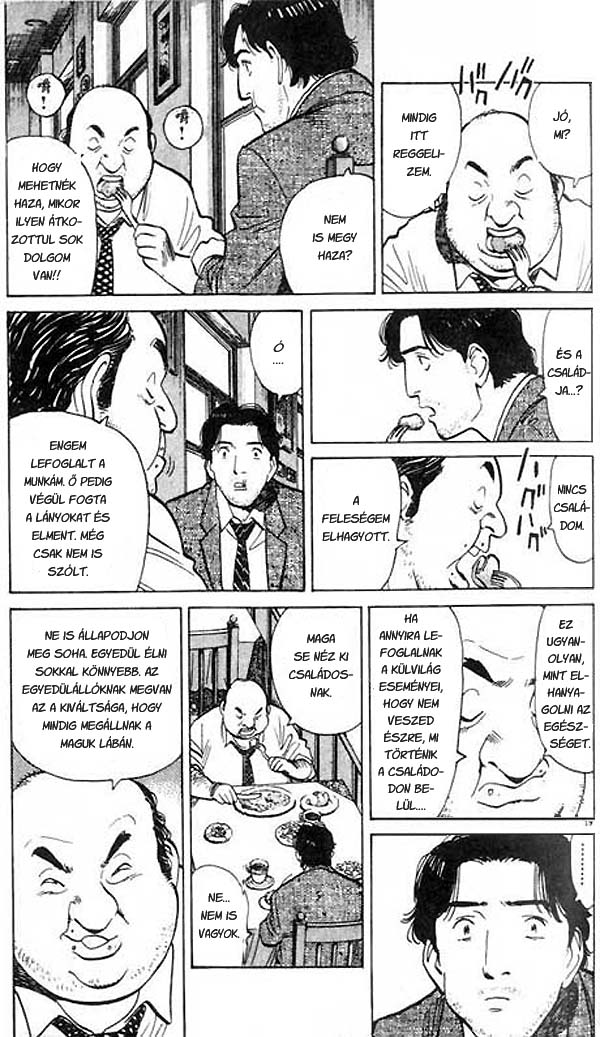 JÓ,
MI?
MINDIG
ITT
REGGELI-
ZEM.
NEM
IS MEGY
HAZA?
HOGY
MEHETNÉK
HAZA, MIKOR
ILYEN ÁTKO-
ZOTTUL SOK
DOLGOM
VAN!!
ÉS A
CSALÁD-
JA...?
NINCS
CSALÁ-
DOM.
A
FELESÉGEM
ELHAGYOTT.
Ó
....
ENGEM
LEFOGLALT A
MUNKÁM. Ő PEDIG
VÉGÜL FOGTA
A LÁNYOKAT ÉS
ELMENT. MÉG
CSAK NEM IS
SZÓLT.
EZ
UGYAN-
OLYAN,
MINT EL-
HANYA-
GOLNI AZ
EGÉSZ-
SÉGET.
HA
ANNYIRA LE-
FOGLALNAK
A KÜLVILÁG
ESEMÉNYEI,
HOGY NEM
VESZED
ÉSZRE, MI
TÖRTÉNIK
A CSALÁDO-
DON BE-
LÜL....
17
........
MAGA
SE NÉZ KI
CSALÁDOS-
NAK.
NE...
NEM IS
VAGYOK.
NE IS ÁLLAPODJON
MEG SOHA. EGYEDÜL ÉLNI
SOKKAL KÖNNYEBB. AZ
EGYEDÜLÁLLÓKNAK MEGVAN
AZ A KIVÁLTSÁGA, HOGY
MINDIG MEGÁLLNAK A
MAGUK LÁBÁN.